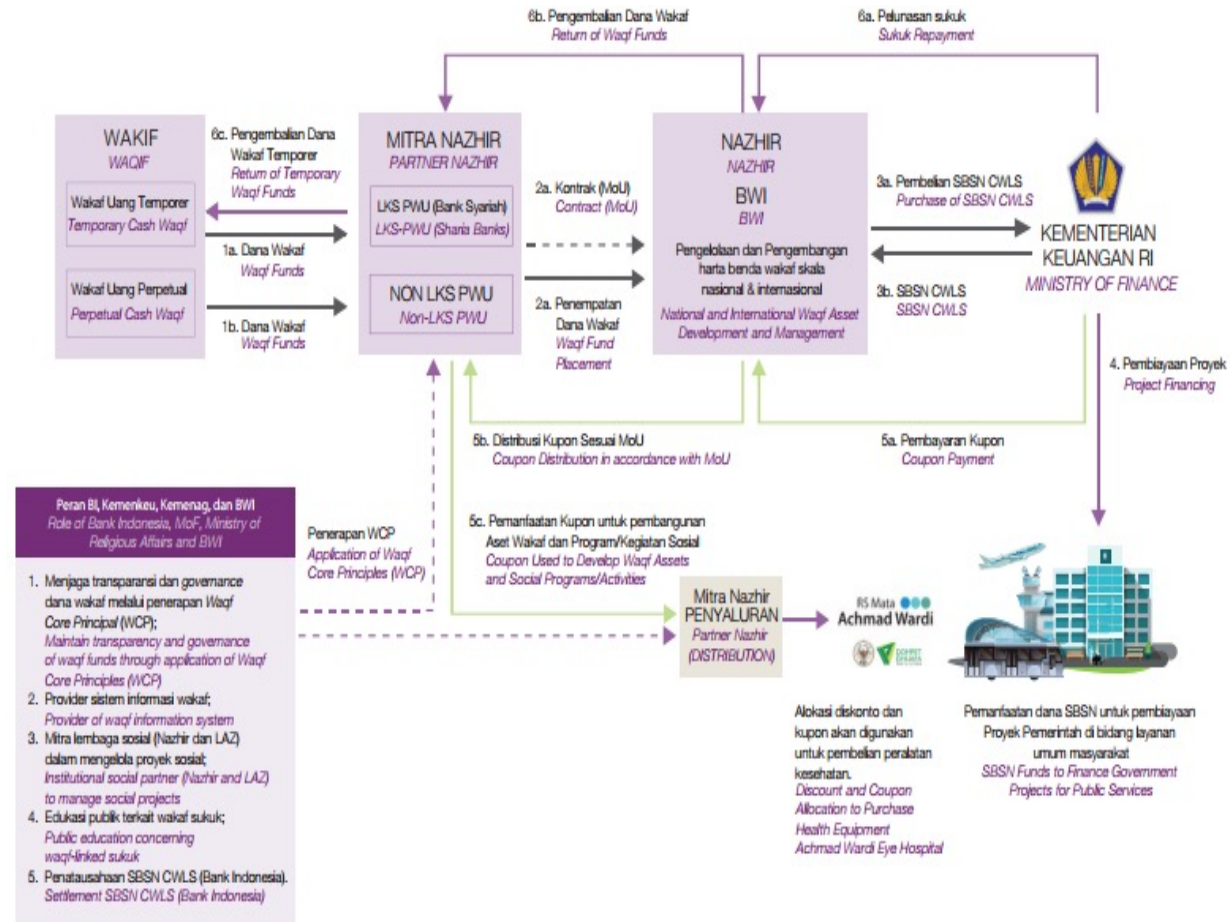 6b. Pengembalian Dana Wakaf
Return of Waqf Funds
6a. Pelunasan sukuk
Sukuk Repayment
WAKIF
WAQIF
Wakaf Uang Temporer
Temporary Cash Waqf
Wakaf Uang Perpetual
Perpetual Cash Waqf
6c. Pengembalian Dana
Wakaf Temporer
Return of Temporary
Waqf Funds
1a. Dana Wakaf
Waqf Funds
1b. Dana Wakaf
Waqf Funds
MITRA NAZHIR
PARTNER NAZHIR
LKS PWU (Bank Syariah)
LKS-PWU (Sharia Banks)
NON LKS PWU
Non-LKS PWU
2a. Kontrak (MoU)
Contract (MoU)
2a. Penempatan
Dana Wakaf
Waqf Fund
Placement
NAZHIR
NAZHIR
BWI
BWI
Pengelolaan dan Pengembangan
harta benda wakaf skala
nasional & internasional
National and International Waqf Asset
Development and Management
3a. Pembelian SBSN CWLS
Purchase of SBSN CWLS
3b. SBSN CWLS
SBSN CWLS
KEMENTERIAN
KEUANGAN RI
MINISTRY OF FINANCE
4. Pembiayaan Proyek
Project Financing
5b. Distribusi Kupon Sesuai MoU
Coupon Distribution in accordance with MoU
5a. Pembayaran Kupon
Coupon Payment
Peran BI, Kemenkeu, Kemenag, dan BWI
Role of Bank Indonesia, MoF, Ministry of
Religious Affairs and BWI
1. Menjaga transparansi dan governance
dana wakaf melalui penerapan Waqf
Core Principal (WCP);
Maintain transparency and governance
of waqf funds through application of Waqf
Core Principles (WCP)
2. Provider sistem informasi wakaf;
Provider of waqf information system
3. Mitra lembaga sosial (Nazhir dan LAZ)
dalam mengelola proyek sosial;
Institutional social partner (Nazhir and LAZ)
to manage social projects
4. Edukasi publik terkait wakaf sukuk;
Public education concerning
waqf-linked sukuk
5. Penatausahaan SBSN CWLS (Bank Indonesia).
Settlement SBSN CWLS (Bank Indonesia)
Penerapan WCP
Application of Waqf
Core Principles (WCP)
5c. Pemanfaatan Kupon untuk pembangunan
Aset Wakaf dan Program/Kegiatan Sosial
Coupon Used to Develop Waqf Assets
and Social Programs/Activities
Mitra Nazhir
PENYALURAN
Partner Nazhir
(DISTRIBUTION)
RS Mata
Achmad Wardi
DOMPET
DHUAFA
Alokasi diskonto dan
kupon akan digunakan
untuk pembelian peralatan
kesehatan.
Discount and Coupon
Allocation to Purchase
Health Equipment
Achmad Wardi Eye Hospital
Pemanfaatan dana SBSN untuk pembiayaan
Proyek Pemerintah di bidang layanan
umum masyarakat
SBSN Funds to Finance Government
Projects for Public Services